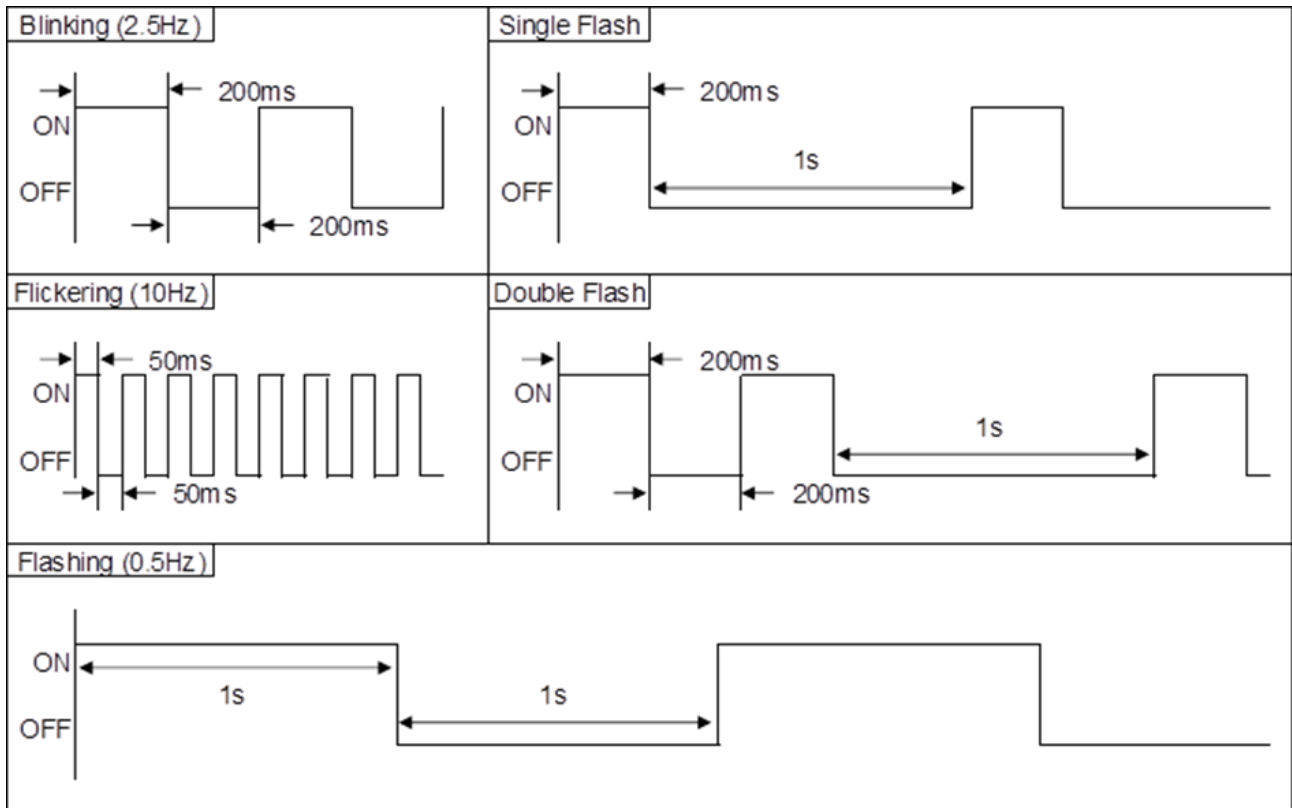 Blinking (2.5Hz)
200ms
ON
OFF
200ms
Single Flash
200ms
ON
1s
OFF
Flickering (10Hz)
50ms
ON
OFF
50ms
Double Flash
200ms
ON
1s
OFF
200ms
Flashing (0.5Hz)
ON
1s
1s
OFF